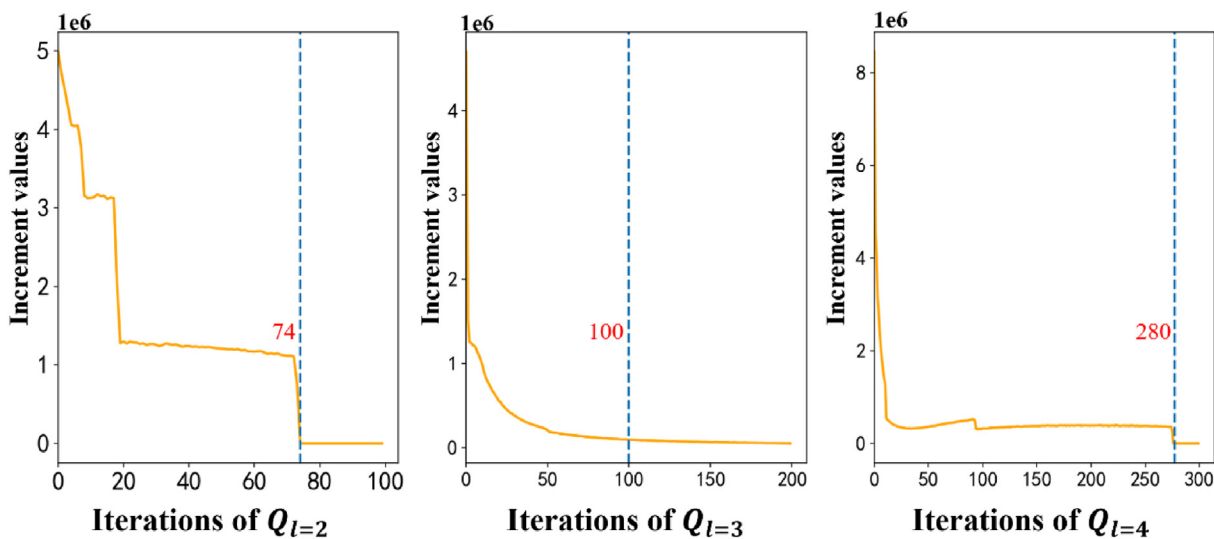 1e6
5
4
3
2
1
0
Increment values
74
0 20 40 60 80 100
Iterations of Q_{l=2}
1e6
4
3
2
1
0
Increment values
100
0 50 100 150 200
Iterations of Q_{l=3}
1e6
8
6
4
2
0
Increment values
280
0 50 100 150 200 250 300
Iterations of Q_{l=4}